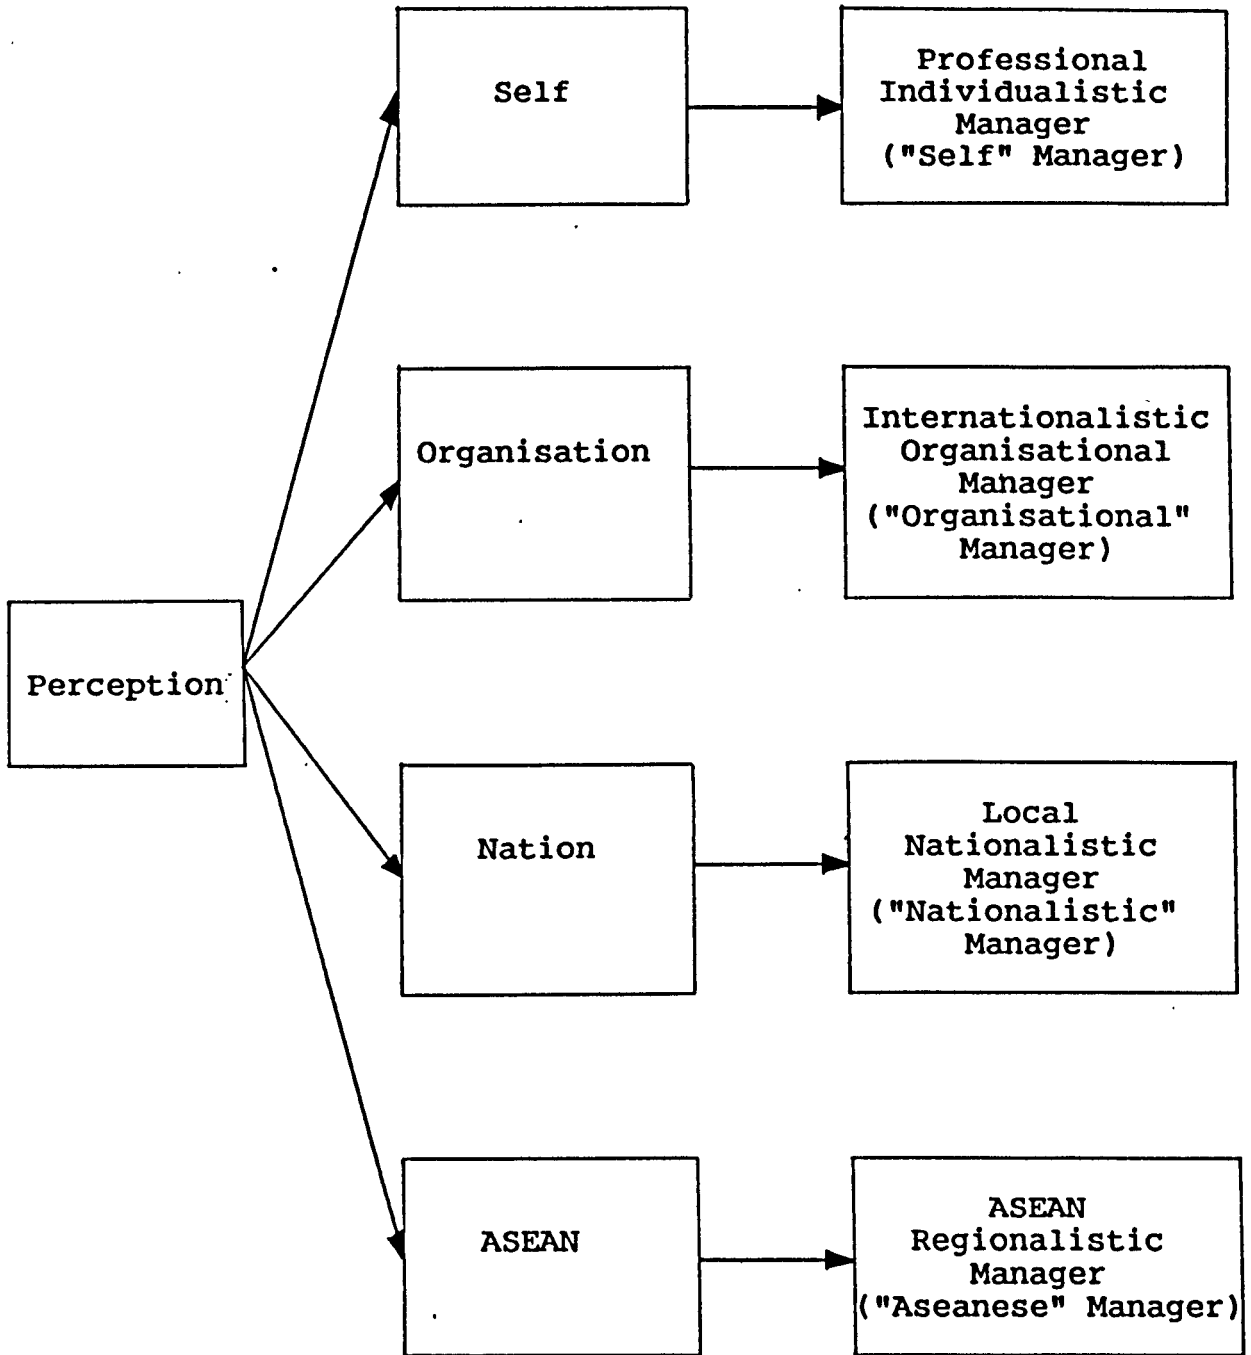 Self
Professional
Individualistic
Manager
("Self" Manager)
Organisation
Internationalistic
Organisational
Manager
("Organisational"
Manager)
Perception
Nation
Local
Nationalistic
Manager
("Nationalistic"
Manager)
ASEAN
ASEAN
Regionalistic
Manager
("Aseanese" Manager)